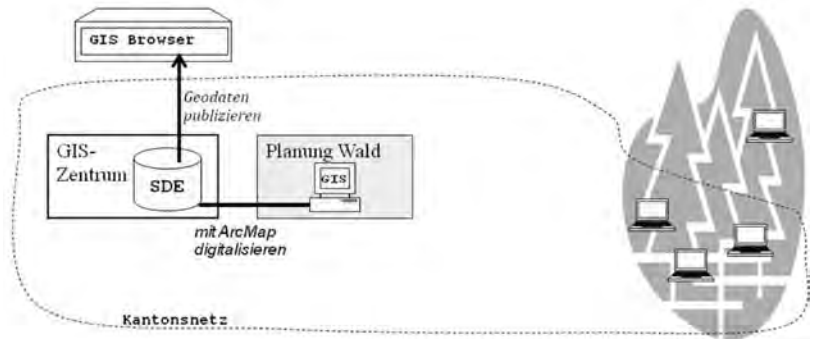 GIS Browser
Geodaten
publizieren
GIS-
Zentrum
SDE
Planung Wald
GIS
mit ArcMap
digitalisieren
Kantonsnetz